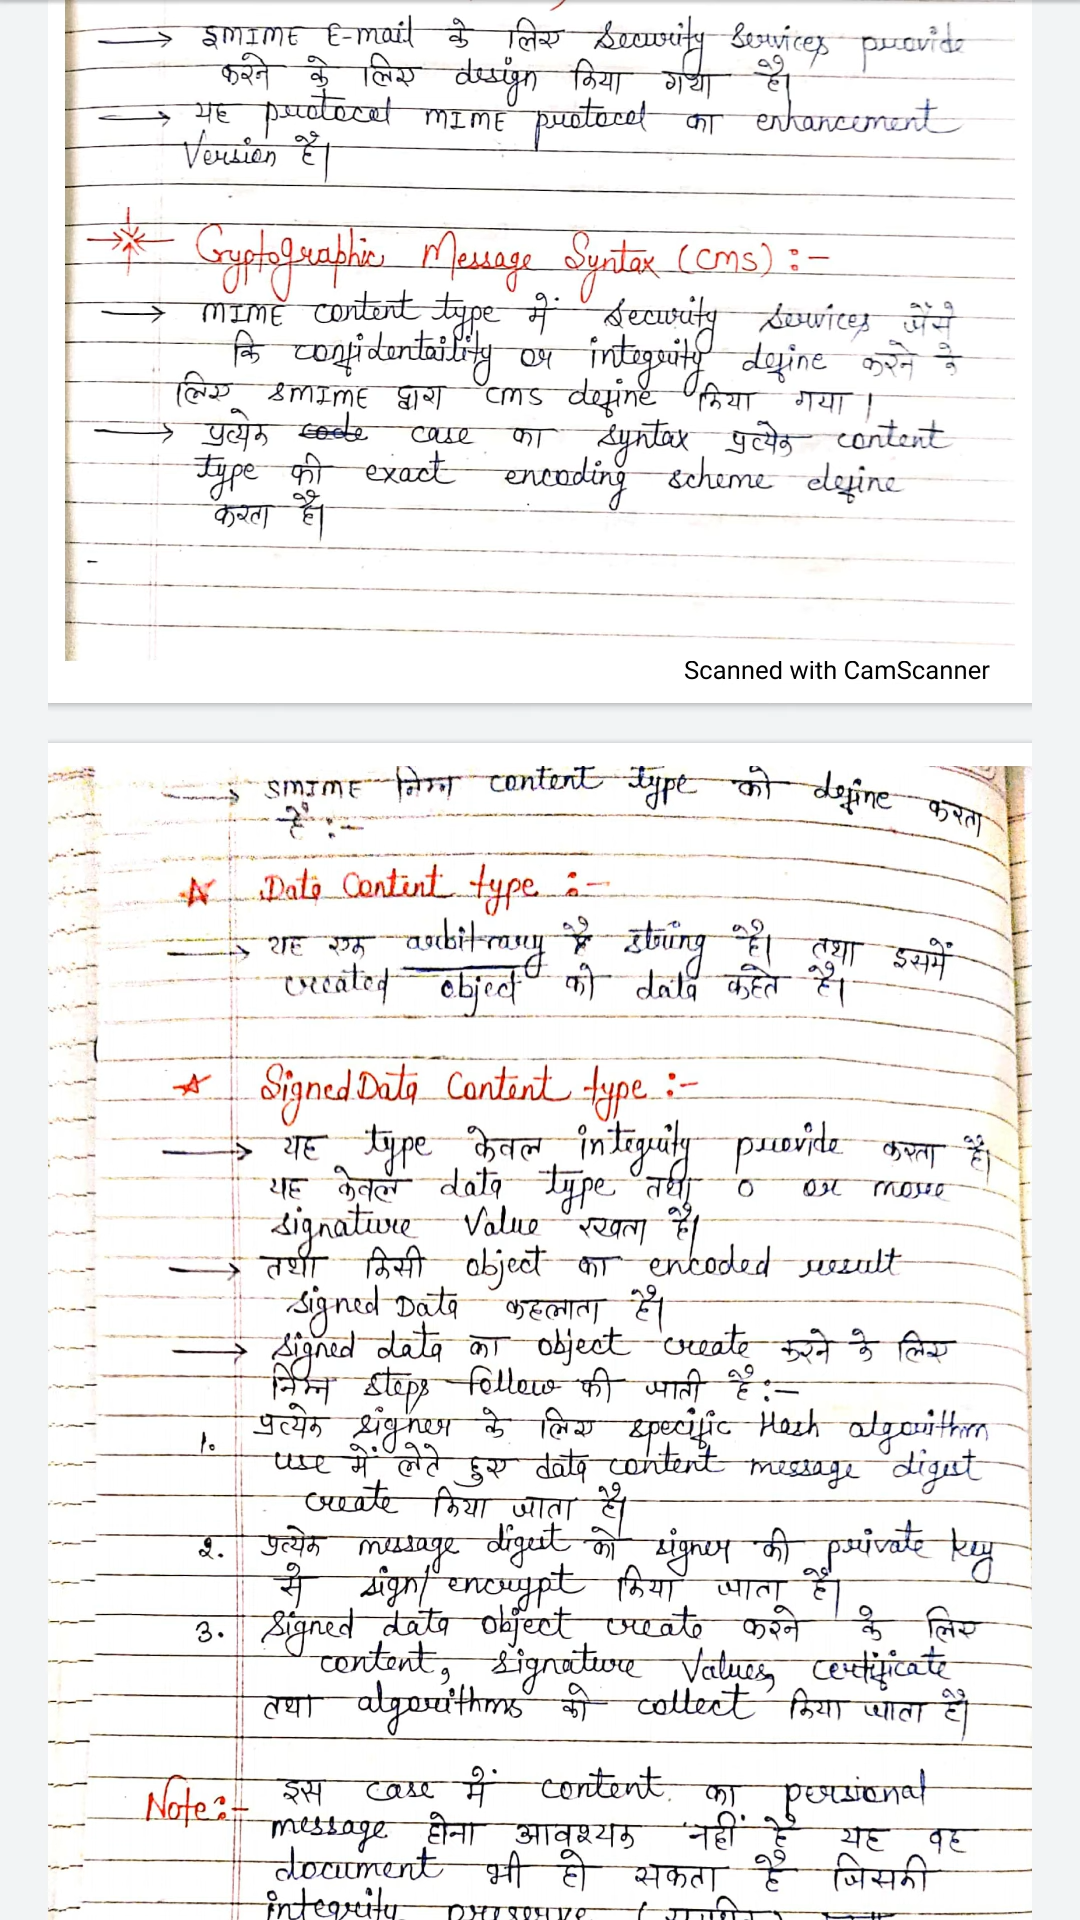 → SMIME E-mail के लिए Security Services provide
करने के लिए design किया गया है।
→ यह protocol MIME protocol का enhancement
Version है।
Cryptographic Message Syntax (CMS) :-
→ MIME content type में Security Services जैसे
कि confidentaility or integrity define करने के
लिए SMIME द्वारा CMS define किया गया।
→ प्रत्येक code case का syntax प्रत्येक content
type की exact encoding scheme define
करता है।
Scanned with CamScanner
→ SMIME निम्न content type को define करता
है :-
☆ Data Content type :-
→ यह एक arbitrary string है। तथा इसमें
created object को data कहते है।
☆ Signed Data Content type :-
→ यह type केवल integrity provide करता है।
यह केवल data type तथा 0 or more
signature Value रखता है।
→ तथा किसी object का encoded result
signed Data कहलाता है।
→ signed data का object create करने के लिए
निम्न steps follow की जाती है :-
1. प्रत्येक signer के लिए specific Hash algorithm
use में लेते हुए data content message digest
create किया जाता है।
2. प्रत्येक message digest को signer की private key
से sign/encrypt किया जाता है।
3. Signed data object create करने के लिए
content, signature Values, certificate
तथा algorithms को collect किया जाता है।
Note :- इस case में content का persional
message होना आवश्यक नहीं है यह वह
document भी हो सकता है जिसकी
integrity preserve